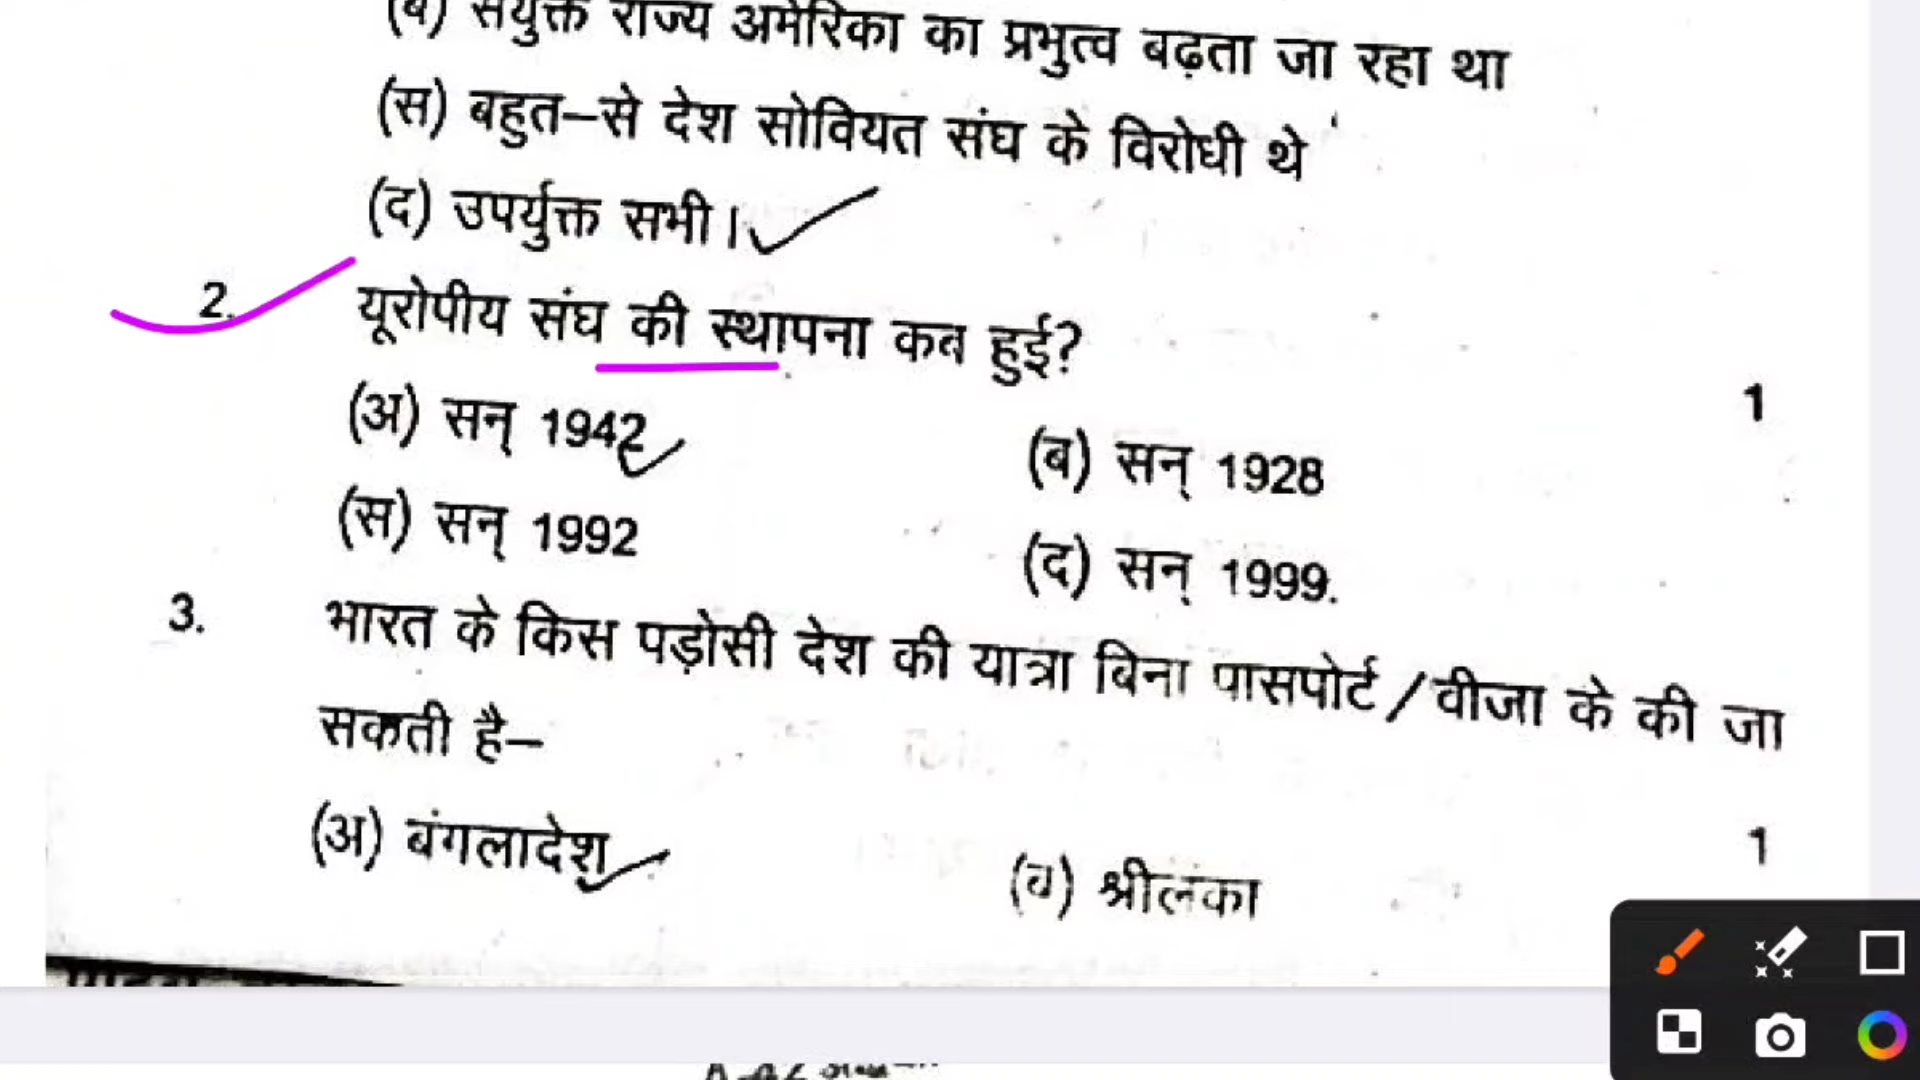 (ब) संयुक्त राज्य अमेरिका का प्रभुत्व बढ़ता जा रहा था
(स) बहुत–से देश सोवियत संघ के विरोधी थे
(द) उपर्युक्त सभी।
2. यूरोपीय संघ की स्थापना कब हुई? 1
(अ) सन् 1942 (ब) सन् 1928
(स) सन् 1992 (द) सन् 1999.
3. भारत के किस पड़ोसी देश की यात्रा बिना पासपोर्ट/वीजा के की जा
सकती है– 1
(अ) बंगलादेश (ब) श्रीलंका